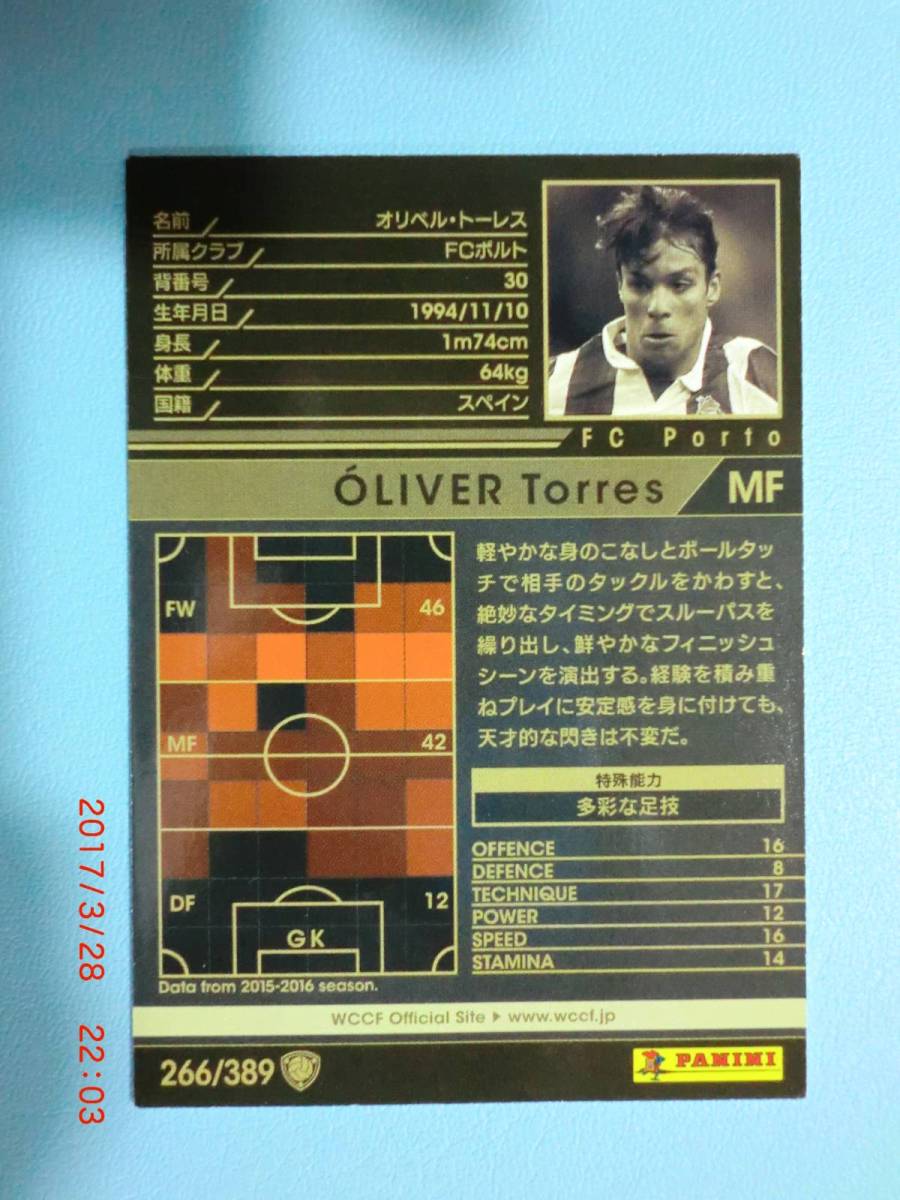 名前 オリベル・トーレス
所属クラブ FCポルト
背番号 30
生年月日 1994/11/10
身長 1m74cm
体重 64kg
国籍 スペイン
FC Porto
ÓLIVER Torres MF
FW 46
MF 42
DF 12
GK
Data from 2015-2016 season.
軽やかな身のこなしとボールタッ
チで相手のタックルをかわすと、
絶妙なタイミングでスルーパスを
繰り出し、鮮やかなフィニッシュ
シーンを演出する。経験を積み重
ねプレイに安定感を身に付けても、
天才的な閃きは不変だ。
特殊能力
多彩な足技
OFFENCE 16
DEFENCE 8
TECHNIQUE 17
POWER 12
SPEED 16
STAMINA 14
WCCF Official Site ▶ www.wccf.jp
266/389
PANINI
2017/3/28 22:03